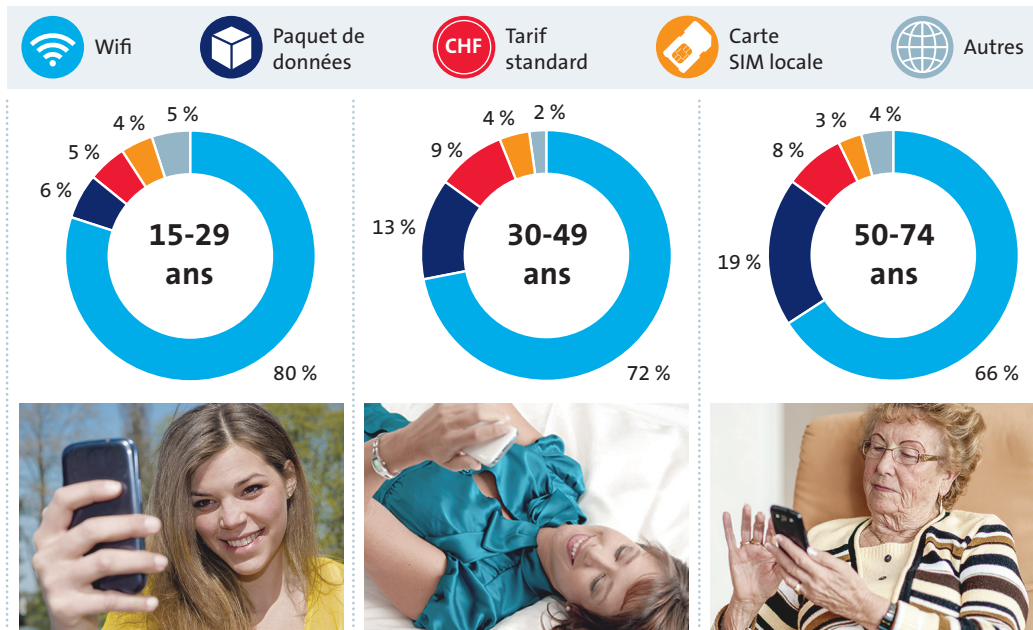 Wifi
Paquet de
données
CHF
Tarif
standard
Carte
SIM locale
Autres
5 %
4 %
5 %
6 %
80 %
15-29
ans
2 %
4 %
9 %
13 %
72 %
30-49
ans
4 %
3 %
8 %
19 %
66 %
50-74
ans